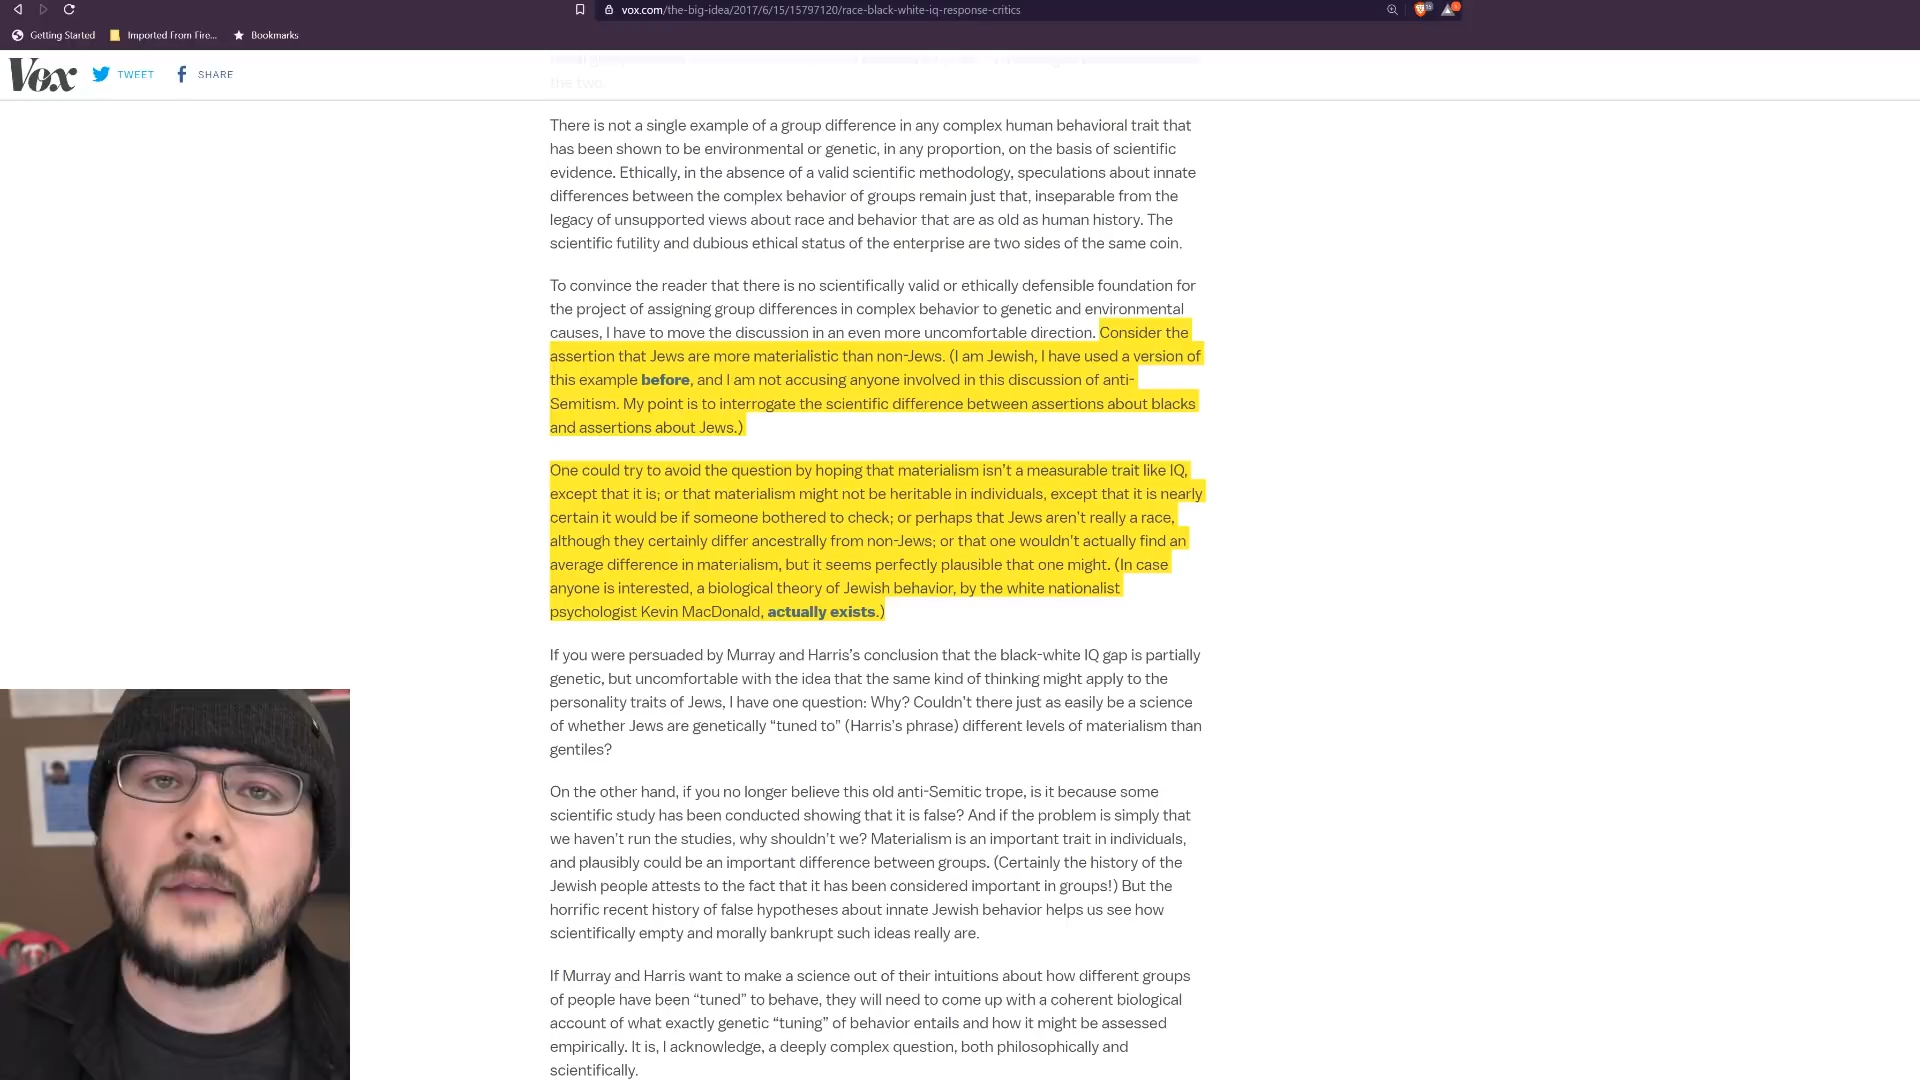 vox.com/the-big-idea/2017/6/15/15797120/race-black-white-iq-response-critics
Getting Started Imported From Fire... Bookmarks
Vox TWEET SHARE
the two.
There is not a single example of a group difference in any complex human behavioral trait that
has been shown to be environmental or genetic, in any proportion, on the basis of scientific
evidence. Ethically, in the absence of a valid scientific methodology, speculations about innate
differences between the complex behavior of groups remain just that, inseparable from the
legacy of unsupported views about race and behavior that are as old as human history. The
scientific futility and dubious ethical status of the enterprise are two sides of the same coin.
To convince the reader that there is no scientifically valid or ethically defensible foundation for
the project of assigning group differences in complex behavior to genetic and environmental
causes, I have to move the discussion in an even more uncomfortable direction. Consider the
assertion that Jews are more materialistic than non-Jews. (I am Jewish, I have used a version of
this example before, and I am not accusing anyone involved in this discussion of anti-
Semitism. My point is to interrogate the scientific difference between assertions about blacks
and assertions about Jews.)
One could try to avoid the question by hoping that materialism isn't a measurable trait like IQ,
except that it is; or that materialism might not be heritable in individuals, except that it is nearly
certain it would be if someone bothered to check; or perhaps that Jews aren't really a race,
although they certainly differ ancestrally from non-Jews; or that one wouldn't actually find an
average difference in materialism, but it seems perfectly plausible that one might. (In case
anyone is interested, a biological theory of Jewish behavior, by the white nationalist
psychologist Kevin MacDonald, actually exists.)
If you were persuaded by Murray and Harris's conclusion that the black-white IQ gap is partially
genetic, but uncomfortable with the idea that the same kind of thinking might apply to the
personality traits of Jews, I have one question: Why? Couldn't there just as easily be a science
of whether Jews are genetically “tuned to” (Harris's phrase) different levels of materialism than
gentiles?
On the other hand, if you no longer believe this old anti-Semitic trope, is it because some
scientific study has been conducted showing that it is false? And if the problem is simply that
we haven't run the studies, why shouldn't we? Materialism is an important trait in individuals,
and plausibly could be an important difference between groups. (Certainly the history of the
Jewish people attests to the fact that it has been considered important in groups!) But the
horrific recent history of false hypotheses about innate Jewish behavior helps us see how
scientifically empty and morally bankrupt such ideas really are.
If Murray and Harris want to make a science out of their intuitions about how different groups
of people have been “tuned” to behave, they will need to come up with a coherent biological
account of what exactly genetic “tuning” of behavior entails and how it might be assessed
empirically. It is, I acknowledge, a deeply complex question, both philosophically and
scientifically.